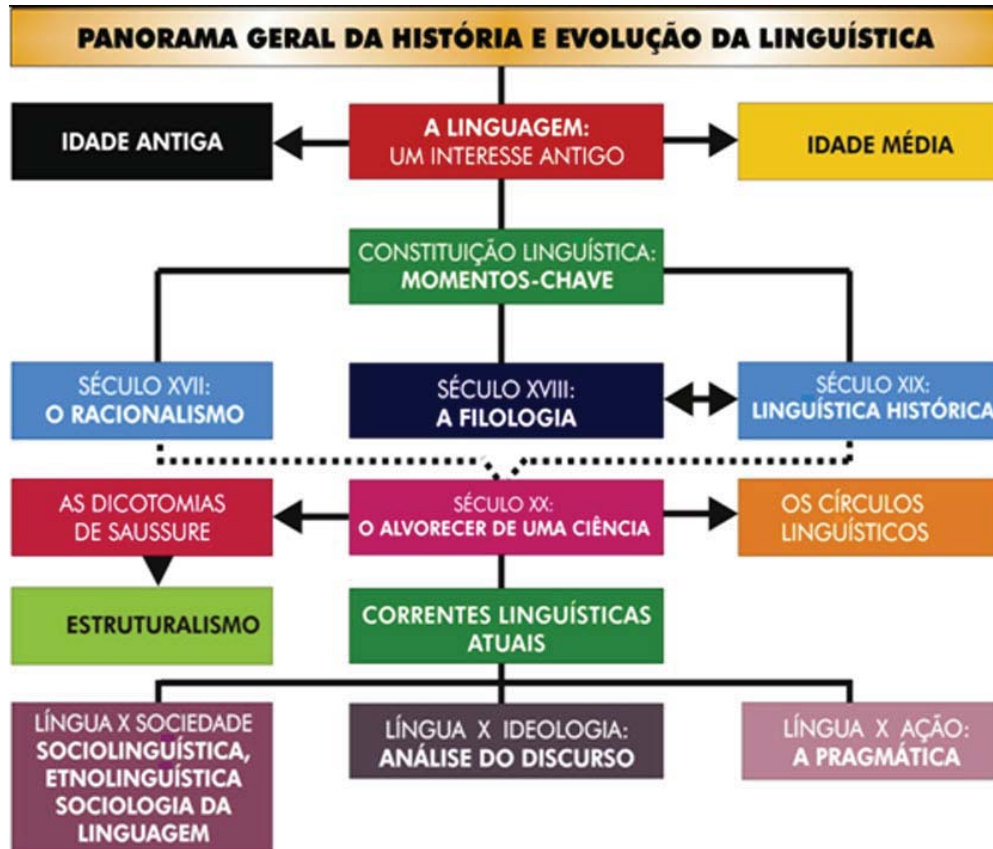 PANORAMA GERAL DA HISTÓRIA E EVOLUÇÃO DA LINGUÍSTICA
IDADE ANTIGA
A LINGUAGEM:
UM INTERESSE ANTIGO
IDADE MÉDIA
CONSTITUIÇÃO LINGUÍSTICA:
MOMENTOS-CHAVE
SÉCULO XVII:
O RACIONALISMO
SÉCULO XVIII:
A FILOLOGIA
SÉCULO XIX:
LINGUÍSTICA HISTÓRICA
AS DICOTOMIAS
DE SAUSSURE
SÉCULO XX:
O ALVORECER DE UMA CIÊNCIA
OS CÍRCULOS
LINGUÍSTICOS
ESTRUTURALISMO
CORRENTES LINGUÍSTICAS
ATUAIS
LÍNGUA X SOCIEDADE
SOCIOLINGUÍSTICA,
ETNOLINGUÍSTICA
SOCIOLOGIA DA
LINGUAGEM
LÍNGUA X IDEOLOGIA:
ANÁLISE DO DISCURSO
LÍNGUA X AÇÃO:
A PRAGMÁTICA